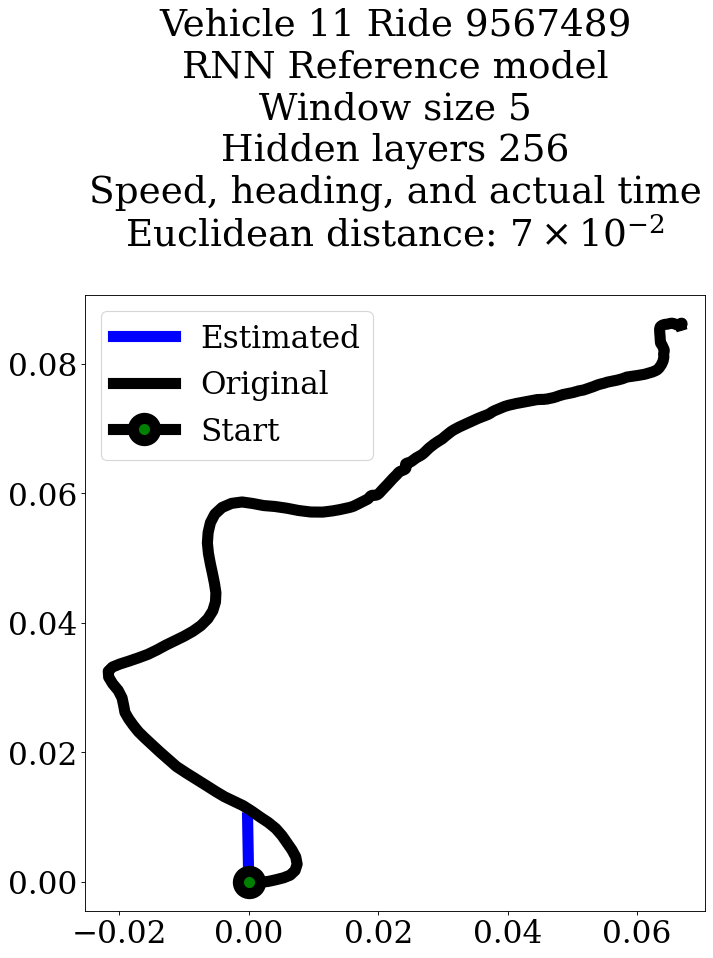 Vehicle 11 Ride 9567489
RNN Reference model
Window size 5
Hidden layers 256
Speed, heading, and actual time
Euclidean distance: 7 × 10⁻²
Estimated
Original
Start
0.08
0.06
0.04
0.02
0.00
−0.02 0.00 0.02 0.04 0.06